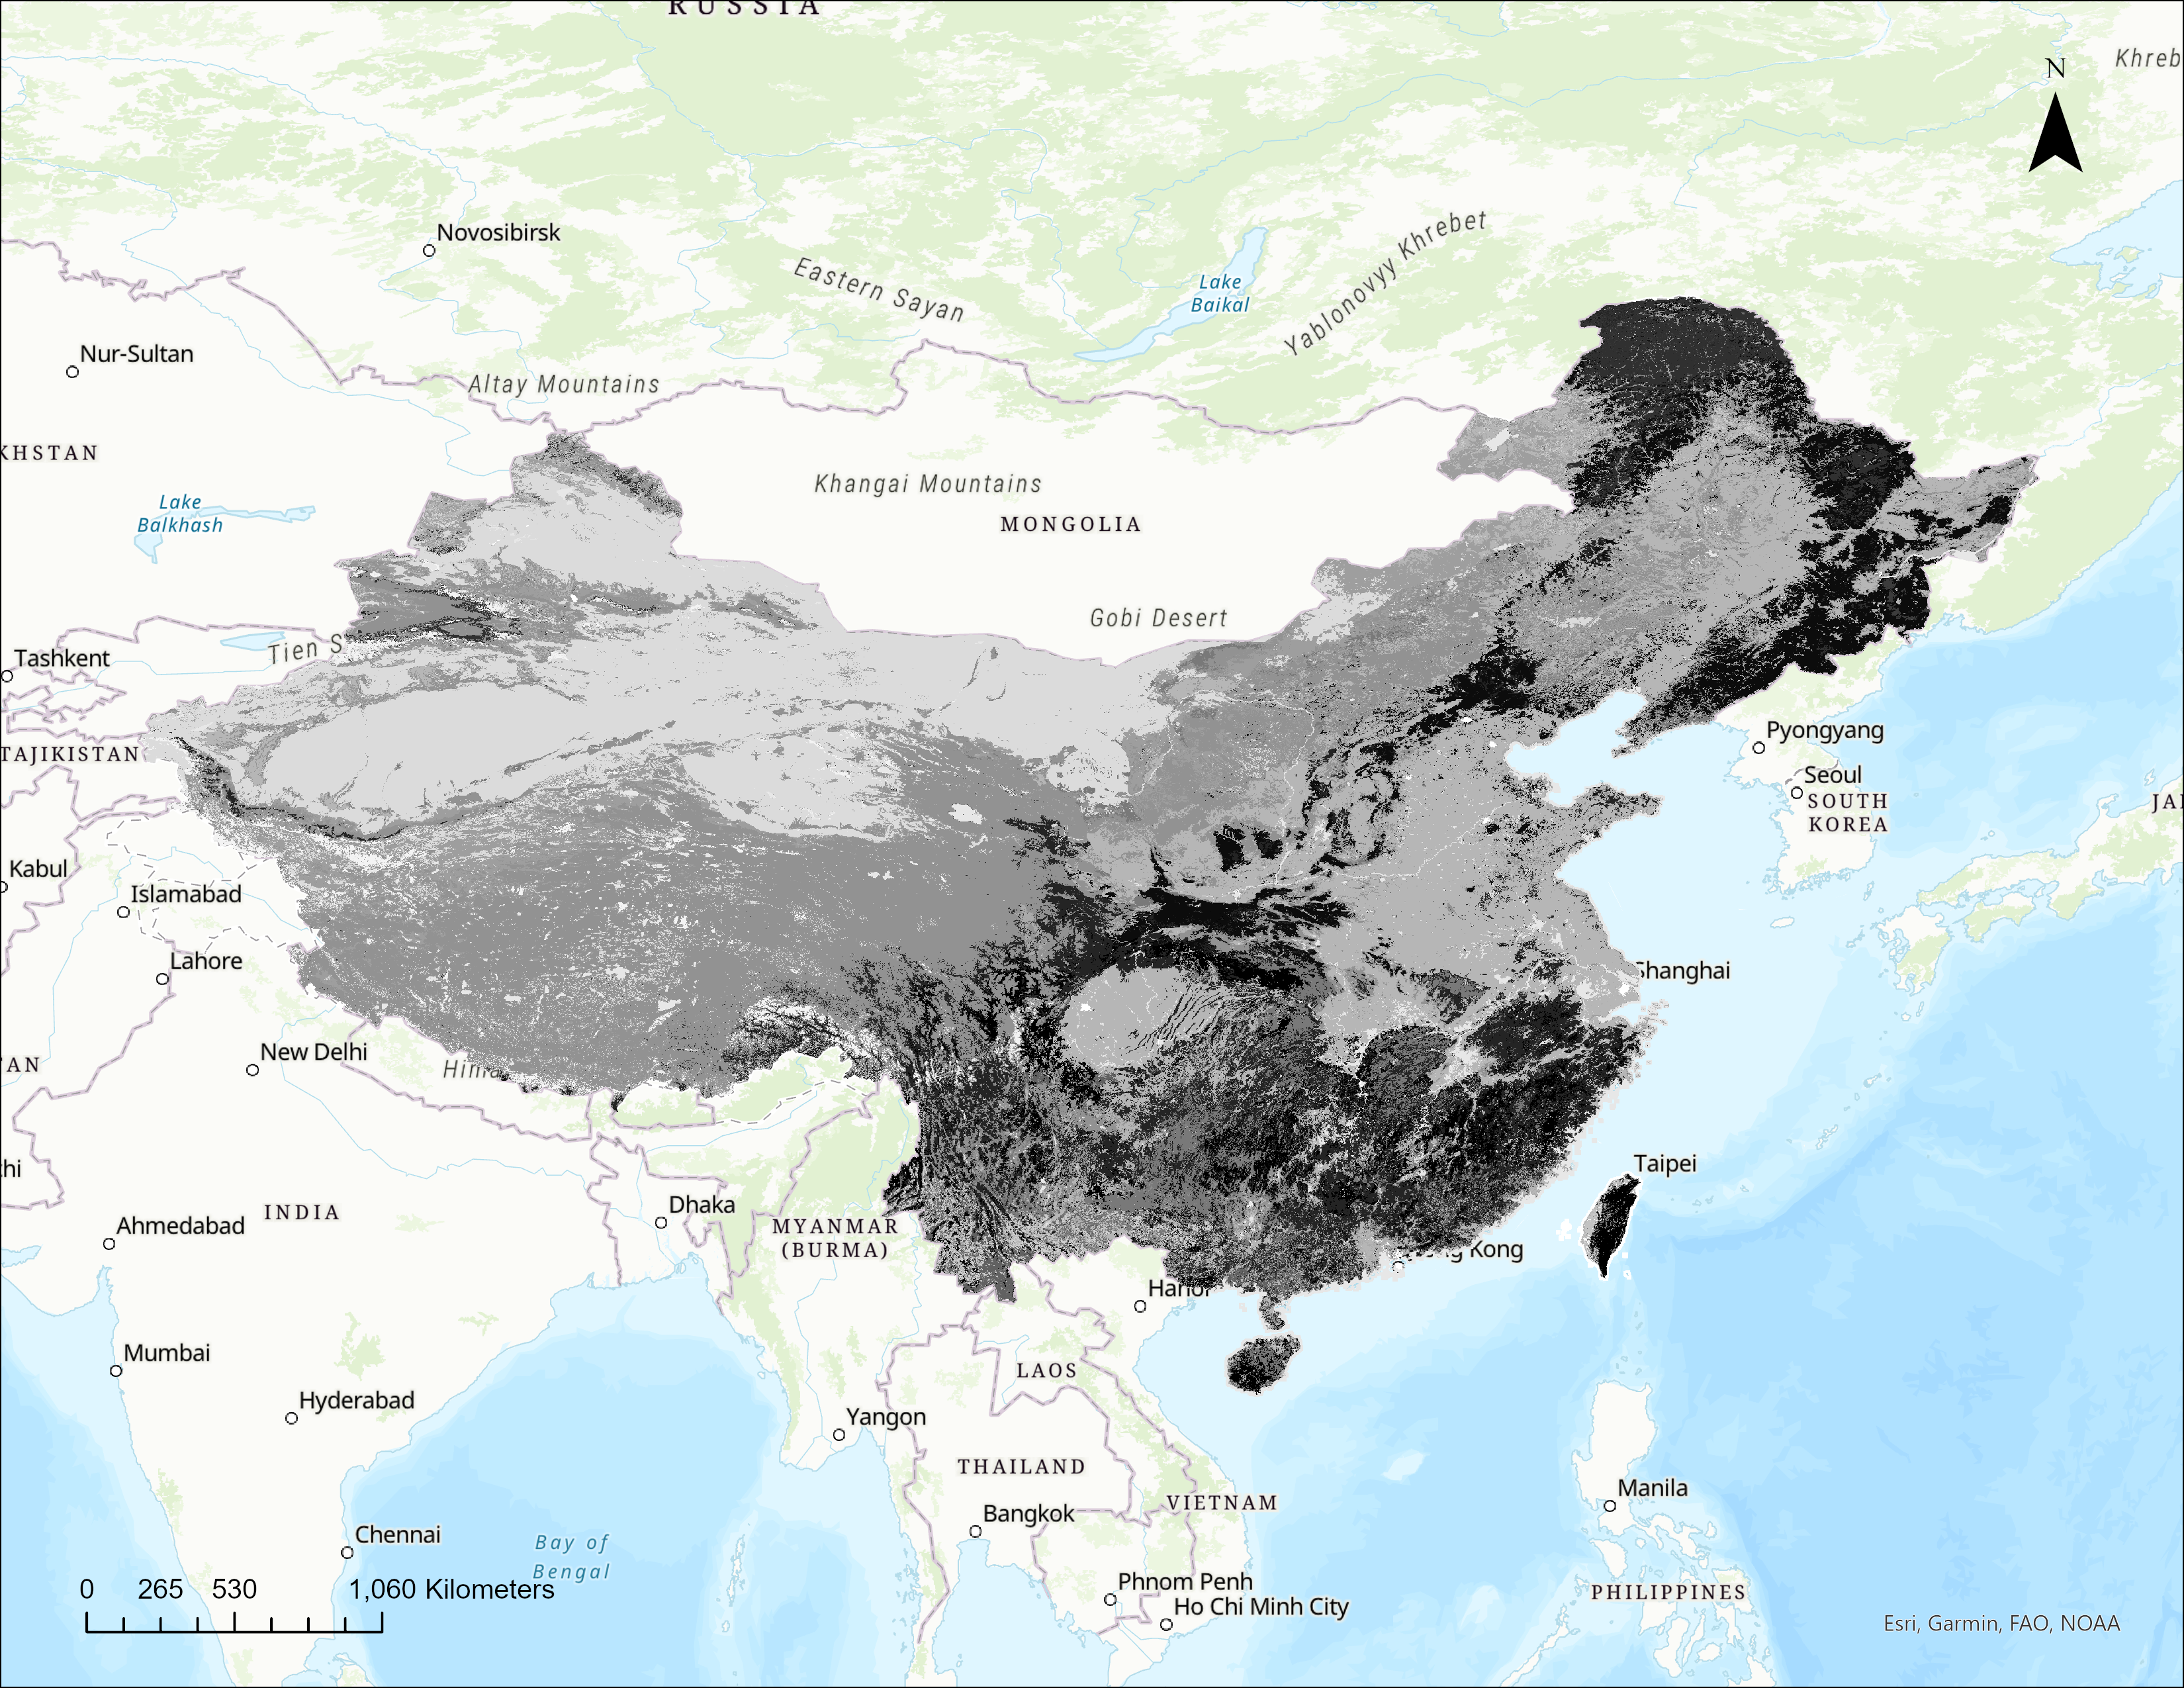 RUSSIA
Khreb
N
Novosibirsk
Eastern Sayan
Lake
Baikal
Yablonovyy Khrebet
Nur-Sultan
Altay Mountains
KHSTAN
Khangai Mountains
MONGOLIA
Lake
Balkhash
Gobi Desert
Tien S
Tashkent
TAJIKISTAN
Pyongyang
Seoul
SOUTH
KOREA
JA
Kabul
Islamabad
Lahore
Shanghai
New Delhi
AN
Hima
Taipei
hi
Dhaka
INDIA
Ahmedabad
MYANMAR
(BURMA)
g Kong
Hanoi
Mumbai
LAOS
Hyderabad
Yangon
THAILAND
Manila
VIETNAM
Bangkok
Chennai
Bay of
Bengal
Phnom Penh
0 265 530 1,060 Kilometers
PHILIPPINES
Ho Chi Minh City
Esri, Garmin, FAO, NOAA